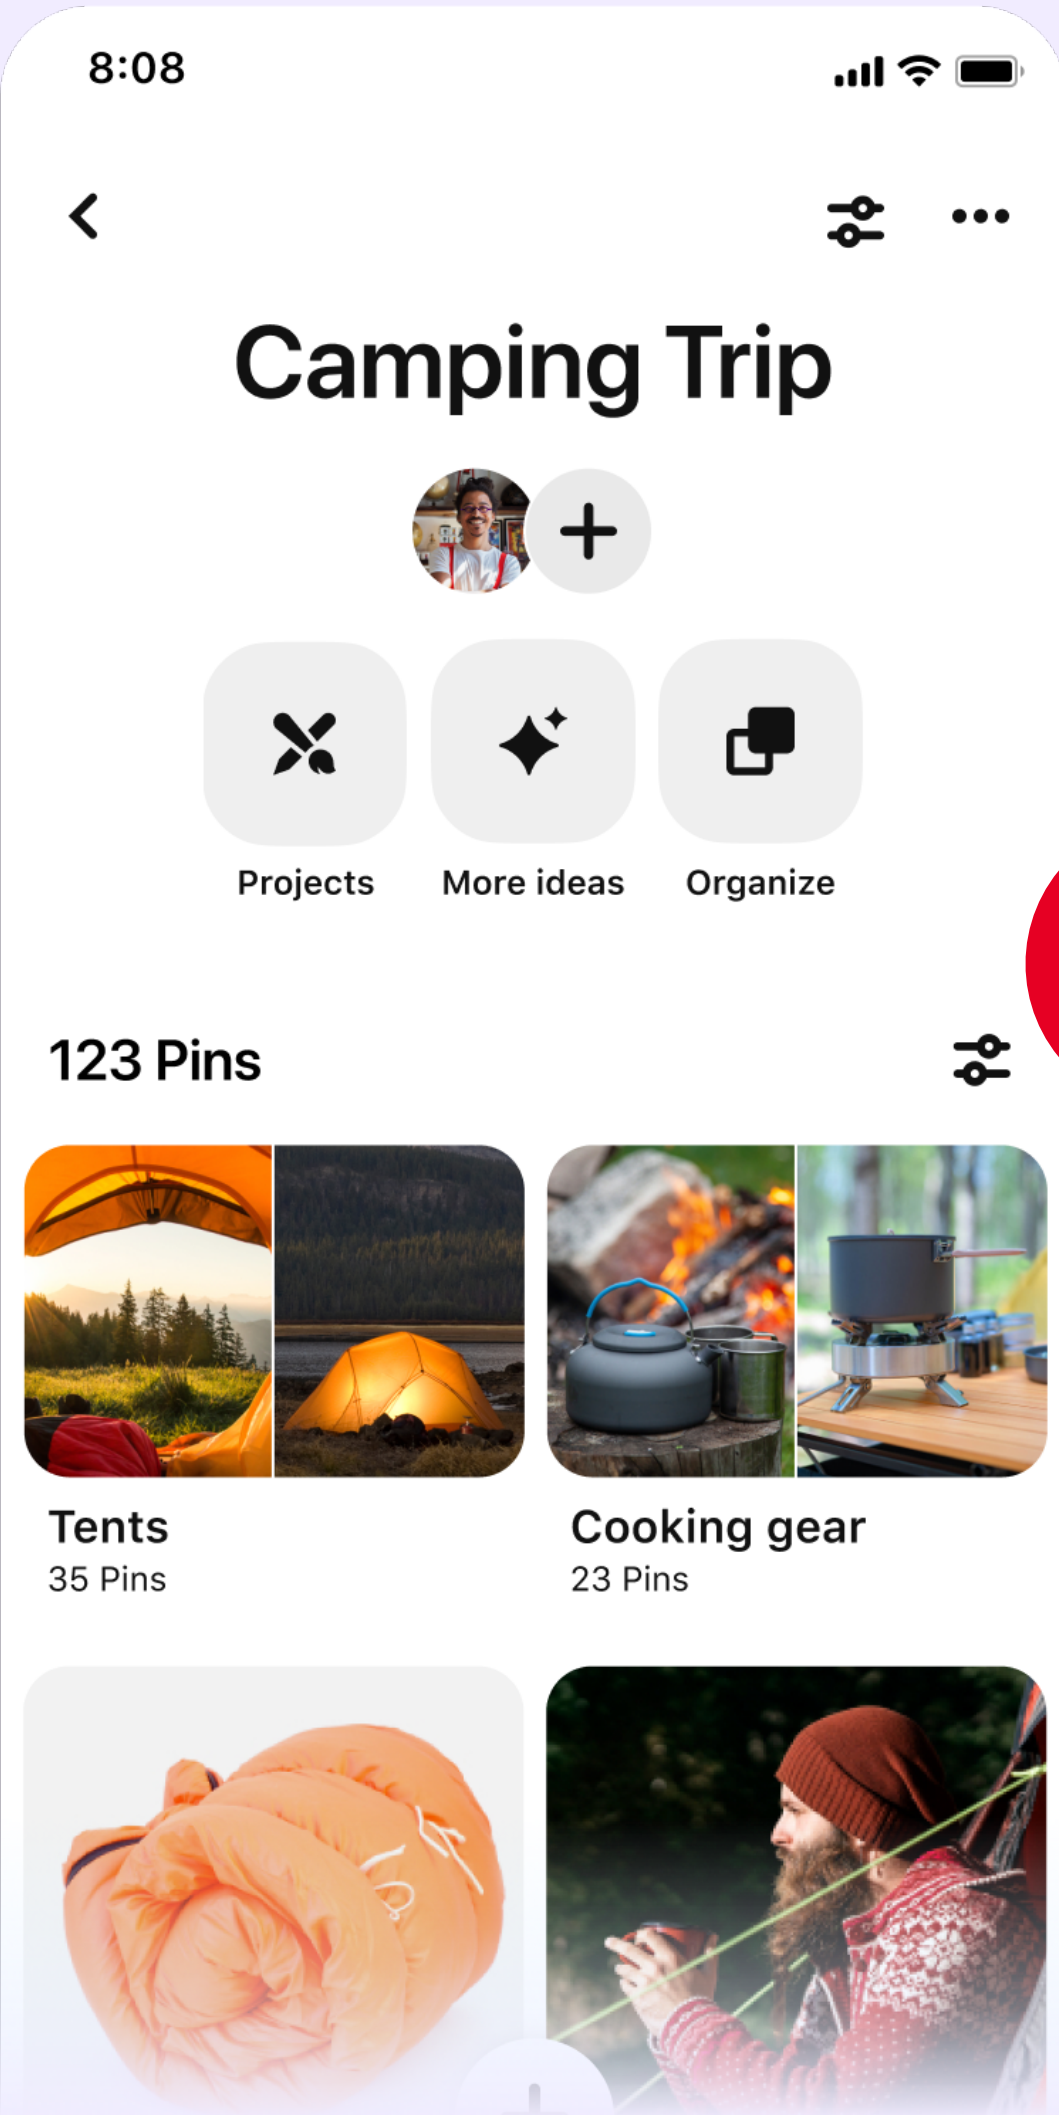 8:08
Camping Trip
Projects
More ideas
Organize
123 Pins
Tents
35 Pins
Cooking gear
23 Pins